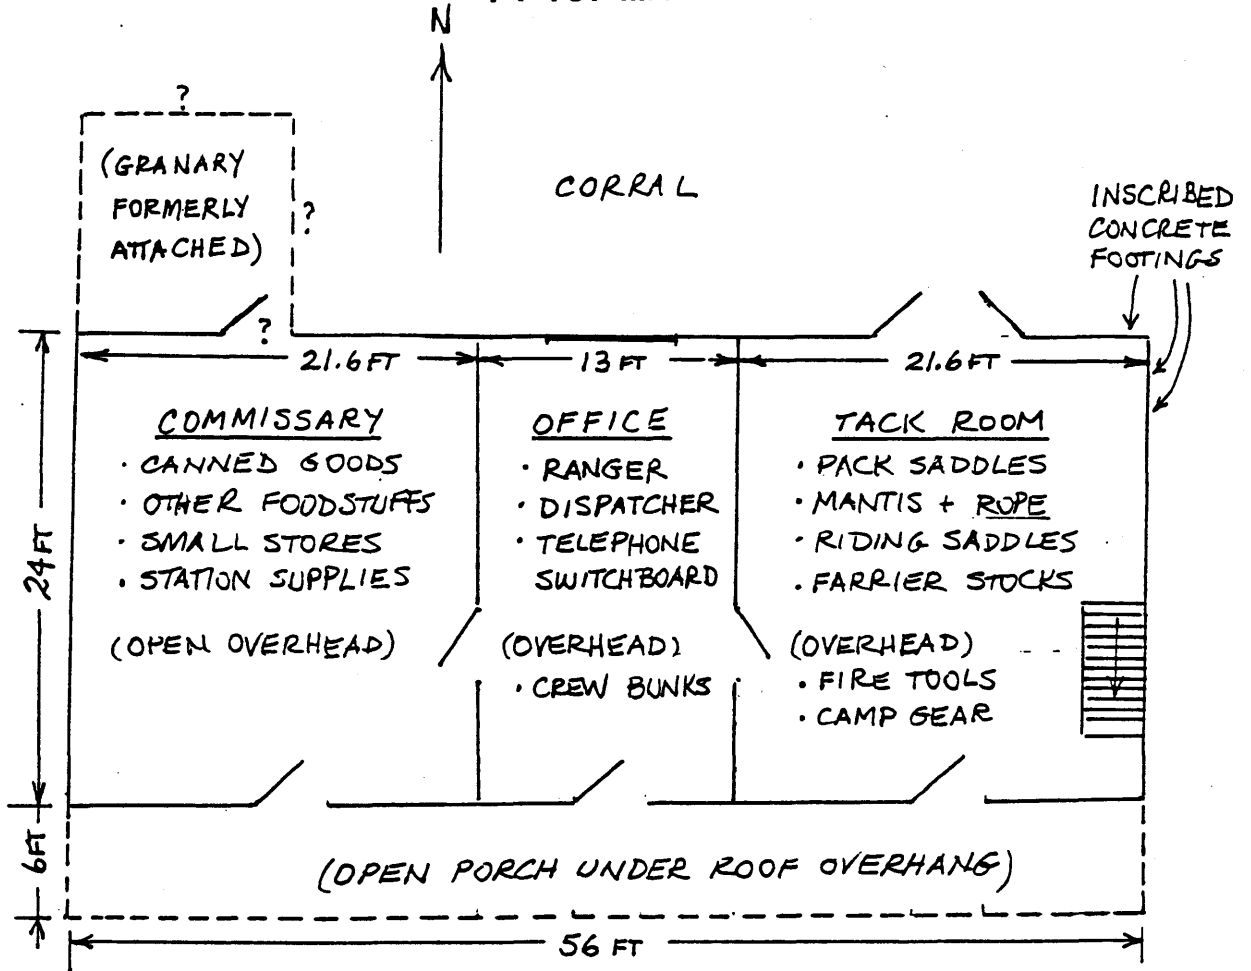 N
?
(GRANARY
FORMERLY
ATTACHED)
?
CORRAL
INSCRIBED
CONCRETE
FOOTINGS
?
21.6 FT
13 FT
21.6 FT
COMMISSARY
· CANNED GOODS
· OTHER FOODSTUFFS
· SMALL STORES
· STATION SUPPLIES
(OPEN OVERHEAD)
OFFICE
· RANGER
· DISPATCHER
· TELEPHONE
SWITCHBOARD
(OVERHEAD)
· CREW BUNKS
TACK ROOM
· PACK SADDLES
· MANTIS + ROPE
· RIDING SADDLES
· FARRIER STOCKS
(OVERHEAD)
· FIRE TOOLS
· CAMP GEAR
24 FT
6 FT
(OPEN PORCH UNDER ROOF OVERHANG)
56 FT